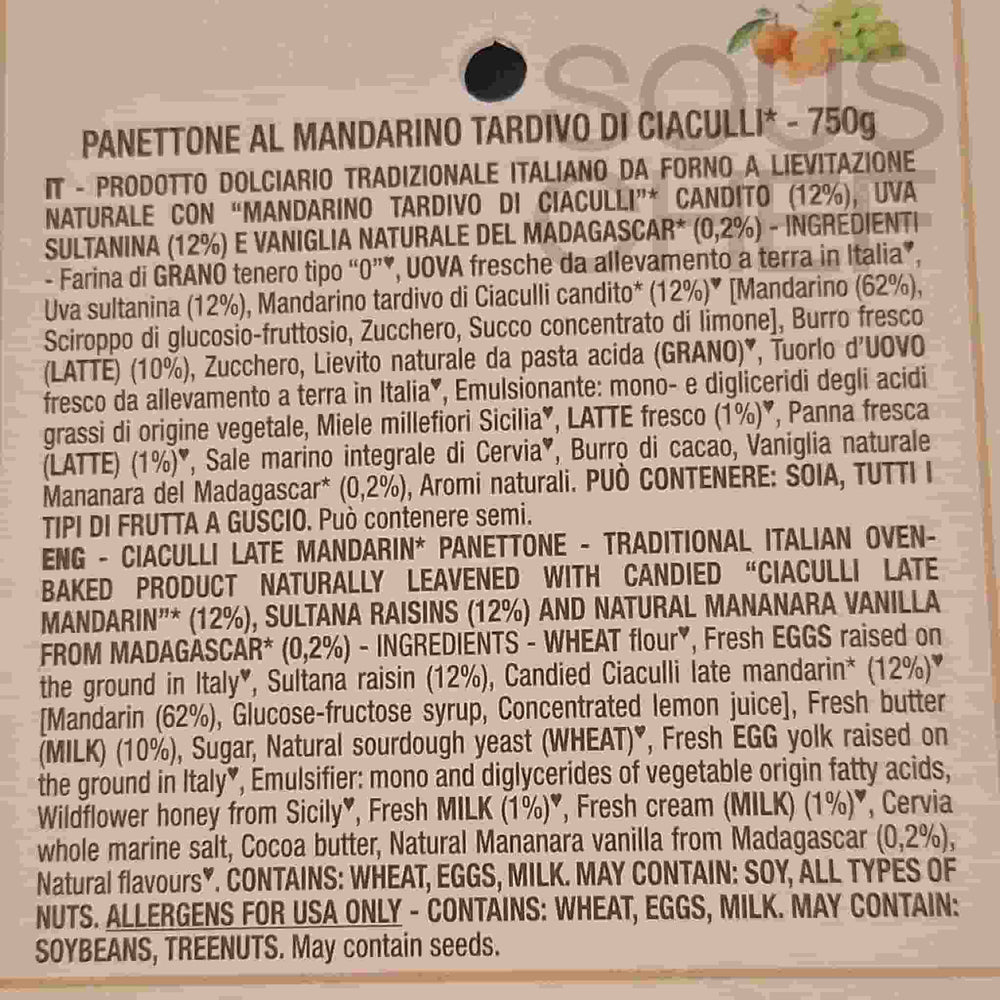 SOUS
CHEF
PANETTONE AL MANDARINO TARDIVO DI CIACULLI* - 750g
IT - PRODOTTO DOLCIARIO TRADIZIONALE ITALIANO DA FORNO A LIEVITAZIONE
NATURALE CON “MANDARINO TARDIVO DI CIACULLI”* CANDITO (12%), UVA
SULTANINA (12%) E VANIGLIA NATURALE DEL MADAGASCAR* (0,2%) - INGREDIENTI
- Farina di GRANO tenero tipo “0”♥, UOVA fresche da allevamento a terra in Italia♥,
Uva sultanina (12%), Mandarino tardivo di Ciaculli candito* (12%)♥ [Mandarino (62%),
Sciroppo di glucosio-fruttosio, Zucchero, Succo concentrato di limone], Burro fresco
(LATTE) (10%), Zucchero, Lievito naturale da pasta acida (GRANO)♥, Tuorlo d’UOVO
fresco da allevamento a terra in Italia♥, Emulsionante: mono- e digliceridi degli acidi
grassi di origine vegetale, Miele millefiori Sicilia♥, LATTE fresco (1%)♥, Panna fresca
(LATTE) (1%)♥, Sale marino integrale di Cervia♥, Burro di cacao, Vaniglia naturale
Mananara del Madagascar* (0,2%), Aromi naturali. PUÒ CONTENERE: SOIA, TUTTI I
TIPI DI FRUTTA A GUSCIO. Può contenere semi.
ENG - CIACULLI LATE MANDARIN* PANETTONE - TRADITIONAL ITALIAN OVEN-
BAKED PRODUCT NATURALLY LEAVENED WITH CANDIED “CIACULLI LATE
MANDARIN”* (12%), SULTANA RAISINS (12%) AND NATURAL MANANARA VANILLA
FROM MADAGASCAR* (0,2%) - INGREDIENTS - WHEAT flour♥, Fresh EGGS raised on
the ground in Italy♥, Sultana raisin (12%), Candied Ciaculli late mandarin* (12%)♥
[Mandarin (62%), Glucose-fructose syrup, Concentrated lemon juice], Fresh butter
(MILK) (10%), Sugar, Natural sourdough yeast (WHEAT)♥, Fresh EGG yolk raised on
the ground in Italy♥, Emulsifier: mono and diglycerides of vegetable origin fatty acids,
Wildflower honey from Sicily♥, Fresh MILK (1%)♥, Fresh cream (MILK) (1%)♥, Cervia
whole marine salt, Cocoa butter, Natural Mananara vanilla from Madagascar (0,2%),
Natural flavours♥. CONTAINS: WHEAT, EGGS, MILK. MAY CONTAIN: SOY, ALL TYPES OF
NUTS. ALLERGENS FOR USA ONLY - CONTAINS: WHEAT, EGGS, MILK. MAY CONTAIN:
SOYBEANS, TREENUTS. May contain seeds.